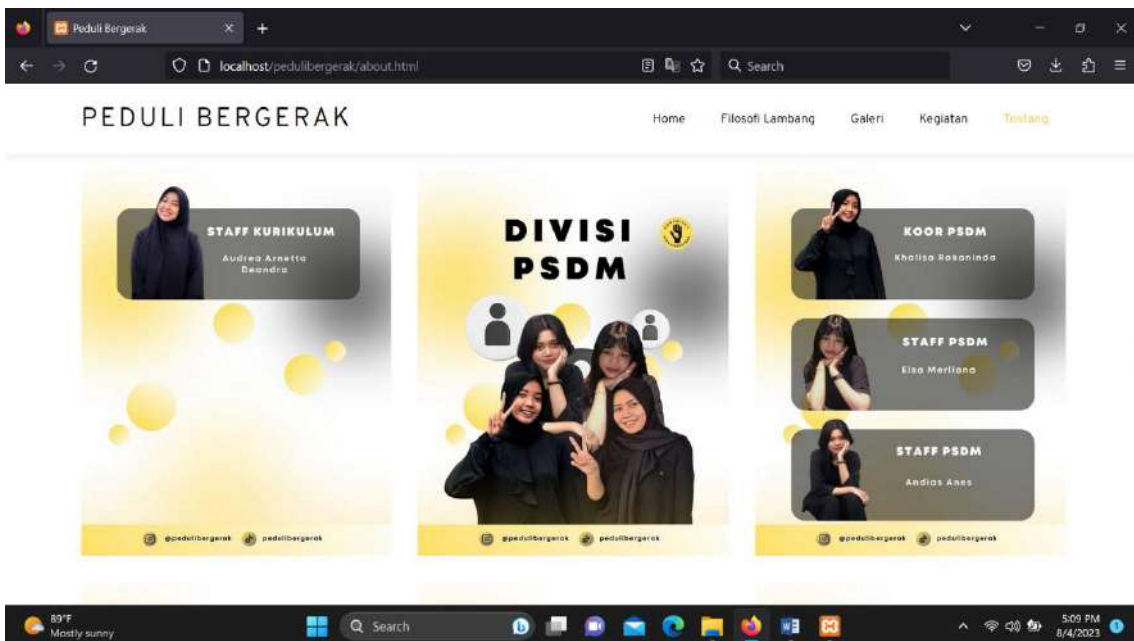 Peduli Bergerak
localhost/pedulibergerak/about.html
Search
PEDULI BERGERAK
Home
Filosofi Lambang
Galeri
Kegiatan
Tentang
STAFF KURIKULUM
Audrea Arnetta
Deandra
@pedulibergerak
pedulibergerak
DIVISI
PSDM
@pedulibergerak
pedulibergerak
KOOR PSDM
Khalisa Rakaninda
STAFF PSDM
Elsa Merliana
STAFF PSDM
Andias Anes
@pedulibergerak
pedulibergerak
89°F
Mostly sunny
Search
5:09 PM
8/4/2023